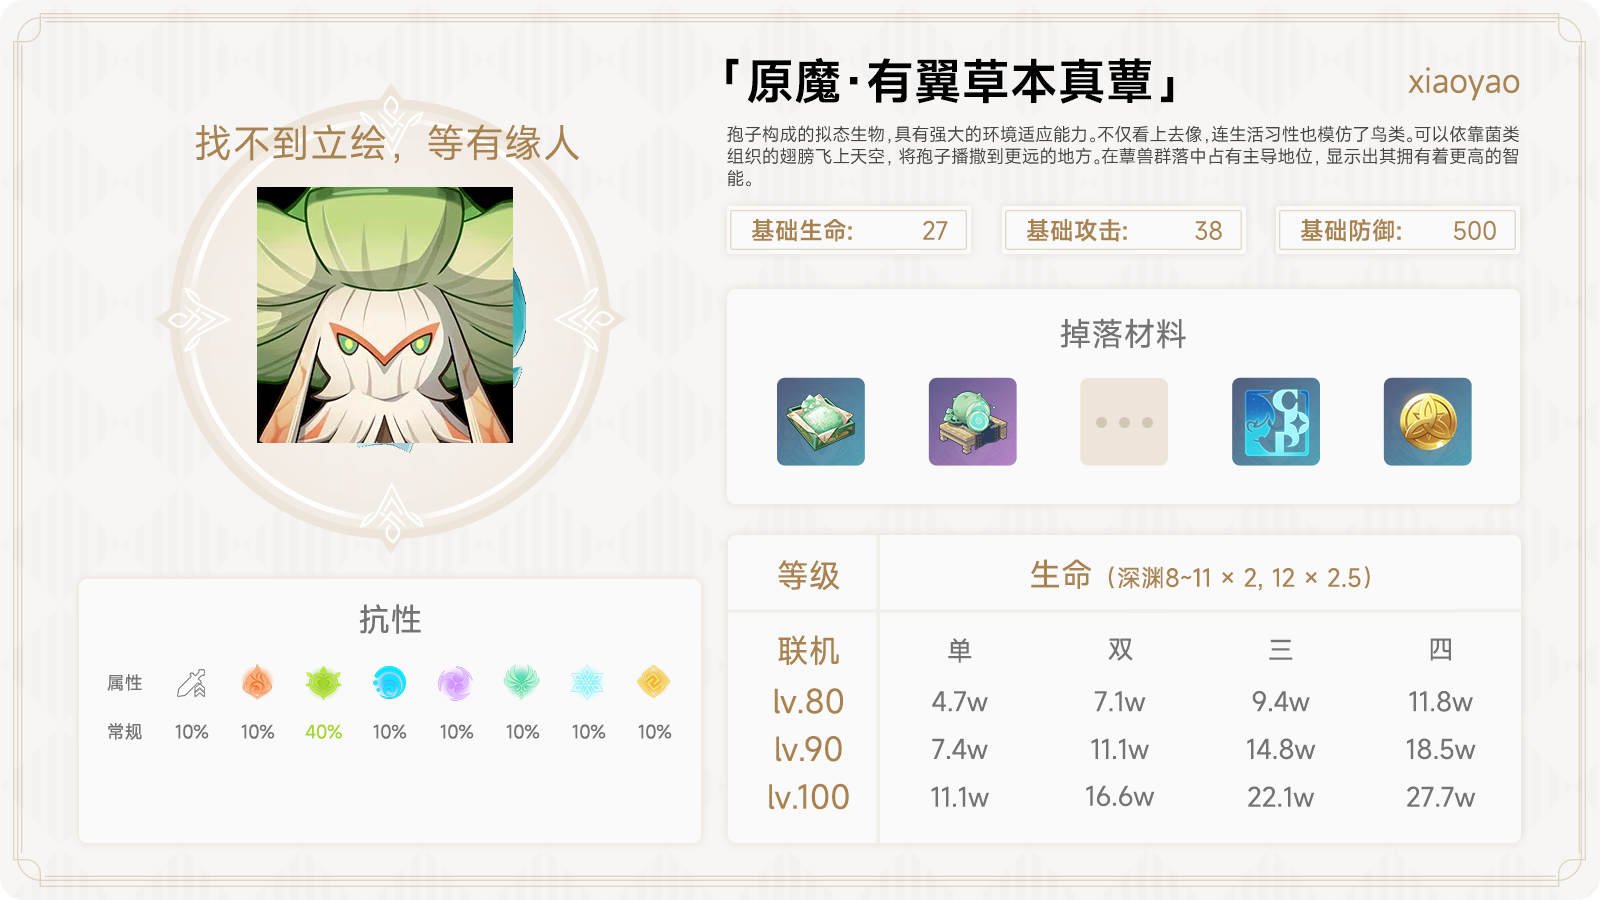 「原魔·有翼草本真蕈」
xiaoyao
孢子构成的拟态生物,具有强大的环境适应能力。不仅看上去像,连生活习性也模仿了鸟类。可以依靠菌类
组织的翅膀飞上天空,将孢子播撒到更远的地方。在蕈兽群落中占有主导地位,显示出其拥有着更高的智
能。
找不到立绘，等有缘人
基础生命: 27
基础攻击: 38
基础防御: 500
掉落材料
CP
抗性
属性
常规 10% 10% 40% 10% 10% 10% 10% 10%
等级 生命（深渊8~11 × 2, 12 × 2.5）
联机 单 双 三 四
lv.80 4.7w 7.1w 9.4w 11.8w
lv.90 7.4w 11.1w 14.8w 18.5w
lv.100 11.1w 16.6w 22.1w 27.7w